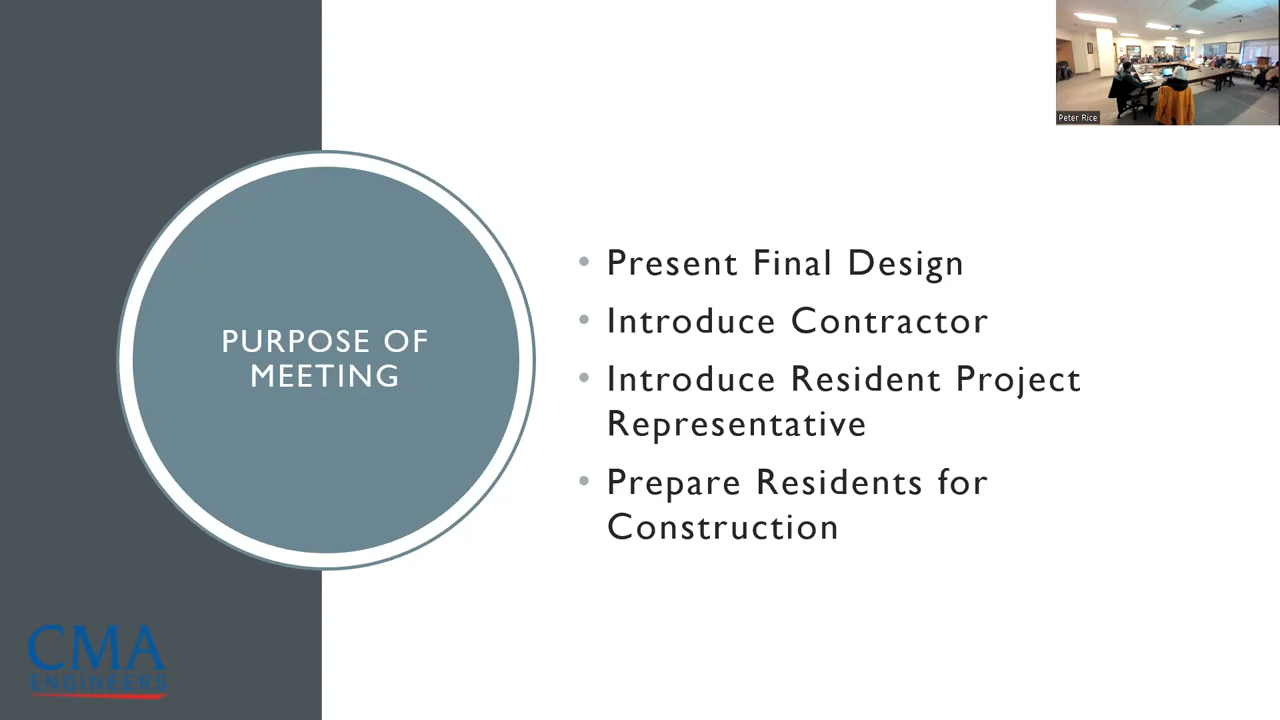 Peter Rice
PURPOSE OF
MEETING
• Present Final Design
• Introduce Contractor
• Introduce Resident Project
Representative
• Prepare Residents for
Construction
CMA
ENGINEERS